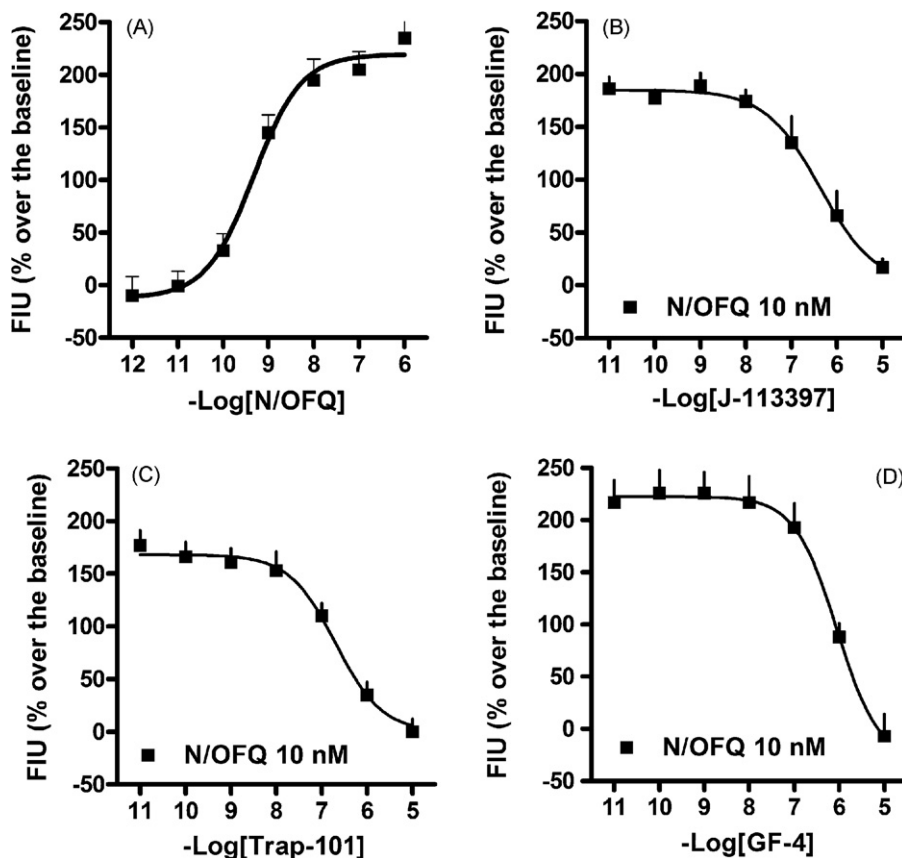 (A)
FIU (% over the baseline)
250
200
150
100
50
0
-50
12 11 10 9 8 7 6
-Log[N/OFQ]
(B)
FIU (% over the baseline)
250
200
150
100
50
0
-50
N/OFQ 10 nM
11 10 9 8 7 6 5
-Log[J-113397]
(C)
FIU (% over the baseline)
250
200
150
100
50
0
-50
N/OFQ 10 nM
11 10 9 8 7 6 5
-Log[Trap-101]
(D)
FIU (% over the baseline)
250
200
150
100
50
0
-50
N/OFQ 10 nM
11 10 9 8 7 6 5
-Log[GF-4]